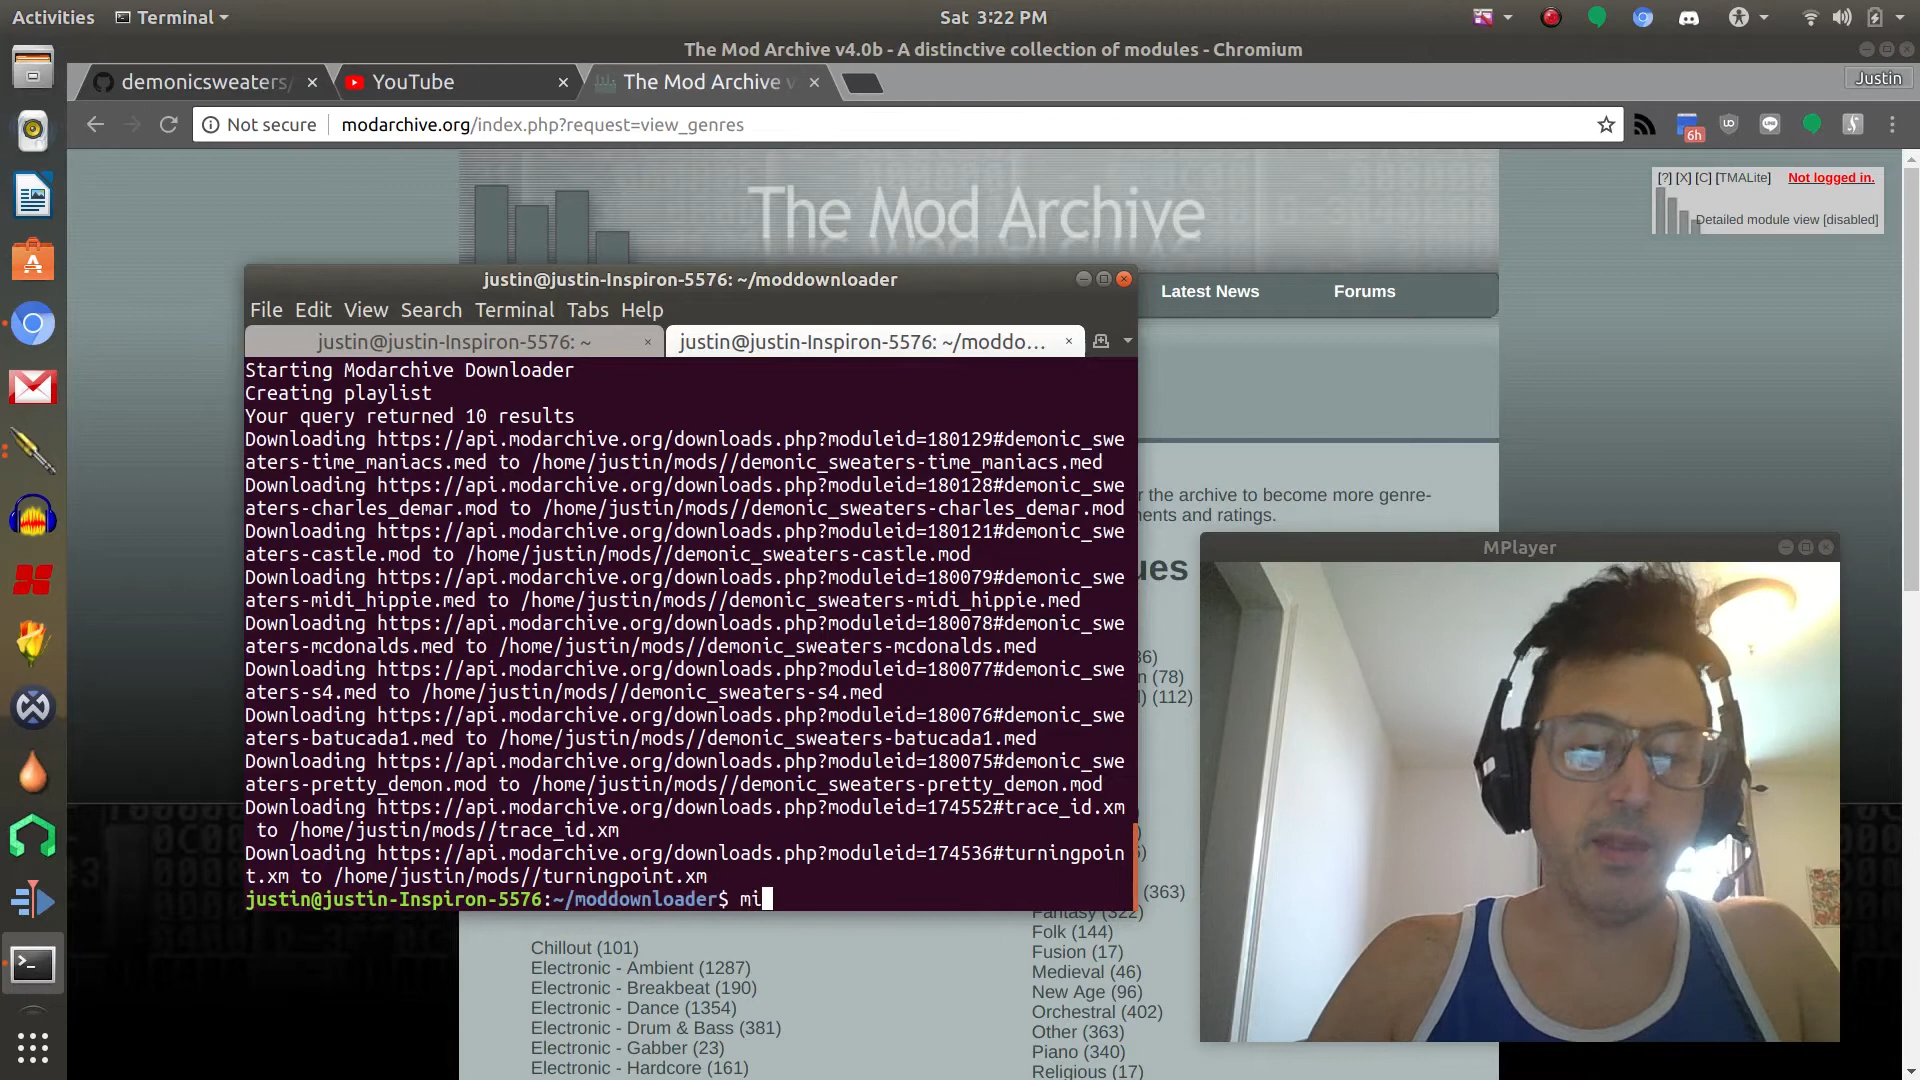 Activities
Terminal
Sat 3:22 PM
The Mod Archive v4.0b - A distinctive collection of modules - Chromium
demonicsweaters/
YouTube
The Mod Archive v
Justin
Not secure
modarchive.org/index.php?request=view_genres
6h
The Mod Archive
[?] [X] [C] [TMALite]
Not logged in.
Detailed module view [disabled]
Latest News
Forums
justin@justin-Inspiron-5576: ~/moddownloader
File Edit View Search Terminal Tabs Help
justin@justin-Inspiron-5576: ~
justin@justin-Inspiron-5576: ~/moddo...
Starting Modarchive Downloader
Creating playlist
Your query returned 10 results
Downloading https://api.modarchive.org/downloads.php?moduleid=180129#demonic_swe
aters-time_maniacs.med to /home/justin/mods//demonic_sweaters-time_maniacs.med
Downloading https://api.modarchive.org/downloads.php?moduleid=180128#demonic_swe
aters-charles_demar.mod to /home/justin/mods//demonic_sweaters-charles_demar.mod
Downloading https://api.modarchive.org/downloads.php?moduleid=180121#demonic_swe
aters-castle.mod to /home/justin/mods//demonic_sweaters-castle.mod
Downloading https://api.modarchive.org/downloads.php?moduleid=180079#demonic_swe
aters-midi_hippie.med to /home/justin/mods//demonic_sweaters-midi_hippie.med
Downloading https://api.modarchive.org/downloads.php?moduleid=180078#demonic_swe
aters-mcdonalds.med to /home/justin/mods//demonic_sweaters-mcdonalds.med
Downloading https://api.modarchive.org/downloads.php?moduleid=180077#demonic_swe
aters-s4.med to /home/justin/mods//demonic_sweaters-s4.med
Downloading https://api.modarchive.org/downloads.php?moduleid=180076#demonic_swe
aters-batucada1.med to /home/justin/mods//demonic_sweaters-batucada1.med
Downloading https://api.modarchive.org/downloads.php?moduleid=180075#demonic_swe
aters-pretty_demon.mod to /home/justin/mods//demonic_sweaters-pretty_demon.mod
Downloading https://api.modarchive.org/downloads.php?moduleid=174552#trace_id.xm
to /home/justin/mods//trace_id.xm
Downloading https://api.modarchive.org/downloads.php?moduleid=174536#turningpoin
t.xm to /home/justin/mods//turningpoint.xm
justin@justin-Inspiron-5576:~/moddownloader$ mi
r the archive to become more genre-
nents and ratings.
ues
MPlayer
36)
n (78)
) (112)
(363)
Fantasy (322)
Folk (144)
Fusion (17)
Medieval (46)
New Age (96)
Orchestral (402)
Other (363)
Piano (340)
Religious (17)
Chillout (101)
Electronic - Ambient (1287)
Electronic - Breakbeat (190)
Electronic - Dance (1354)
Electronic - Drum & Bass (381)
Electronic - Gabber (23)
Electronic - Hardcore (161)